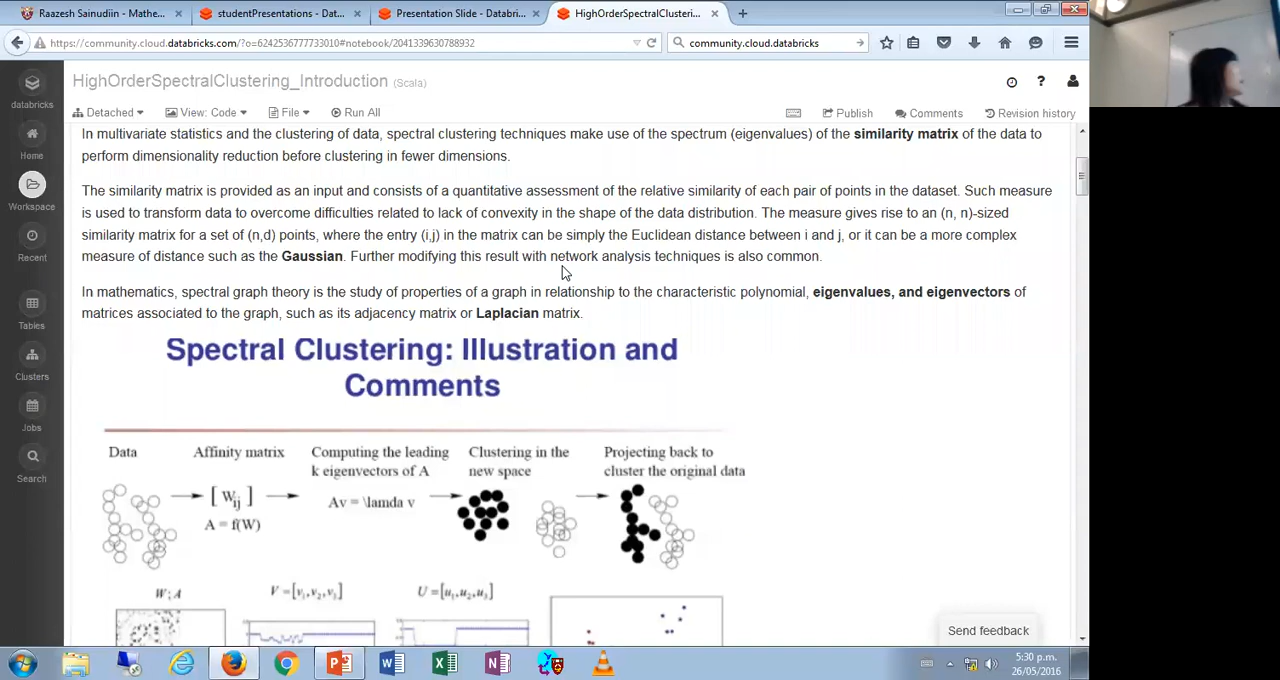 Raazesh Sainudiin - Mathe...
studentPresentations - Dat...
Presentation Slide - Databri...
HighOrderSpectralClusteri...
https://community.cloud.databricks.com/?o=6242536777733010#notebook/2041339630788932
community.cloud.databricks
databricks
Home
Workspace
Recent
Tables
Clusters
Jobs
Search
HighOrderSpectralClustering_Introduction (Scala)
Detached View: Code File Run All Publish Comments Revision history
In multivariate statistics and the clustering of data, spectral clustering techniques make use of the spectrum (eigenvalues) of the similarity matrix of the data to
perform dimensionality reduction before clustering in fewer dimensions.
The similarity matrix is provided as an input and consists of a quantitative assessment of the relative similarity of each pair of points in the dataset. Such measure
is used to transform data to overcome difficulties related to lack of convexity in the shape of the data distribution. The measure gives rise to an (n, n)-sized
similarity matrix for a set of (n,d) points, where the entry (i,j) in the matrix can be simply the Euclidean distance between i and j, or it can be a more complex
measure of distance such as the Gaussian. Further modifying this result with network analysis techniques is also common.
In mathematics, spectral graph theory is the study of properties of a graph in relationship to the characteristic polynomial, eigenvalues, and eigenvectors of
matrices associated to the graph, such as its adjacency matrix or Laplacian matrix.
Spectral Clustering: Illustration and
Comments
Data
Affinity matrix
Computing the leading
k eigenvectors of A
Clustering in the
new space
Projecting back to
cluster the original data
[ Wij ]
A = f(W)
Av = \lamda v
W; A
V = [v1, v2, v3]
U = [u1, u2, u3]
Send feedback
5:30 p.m.
26/05/2016